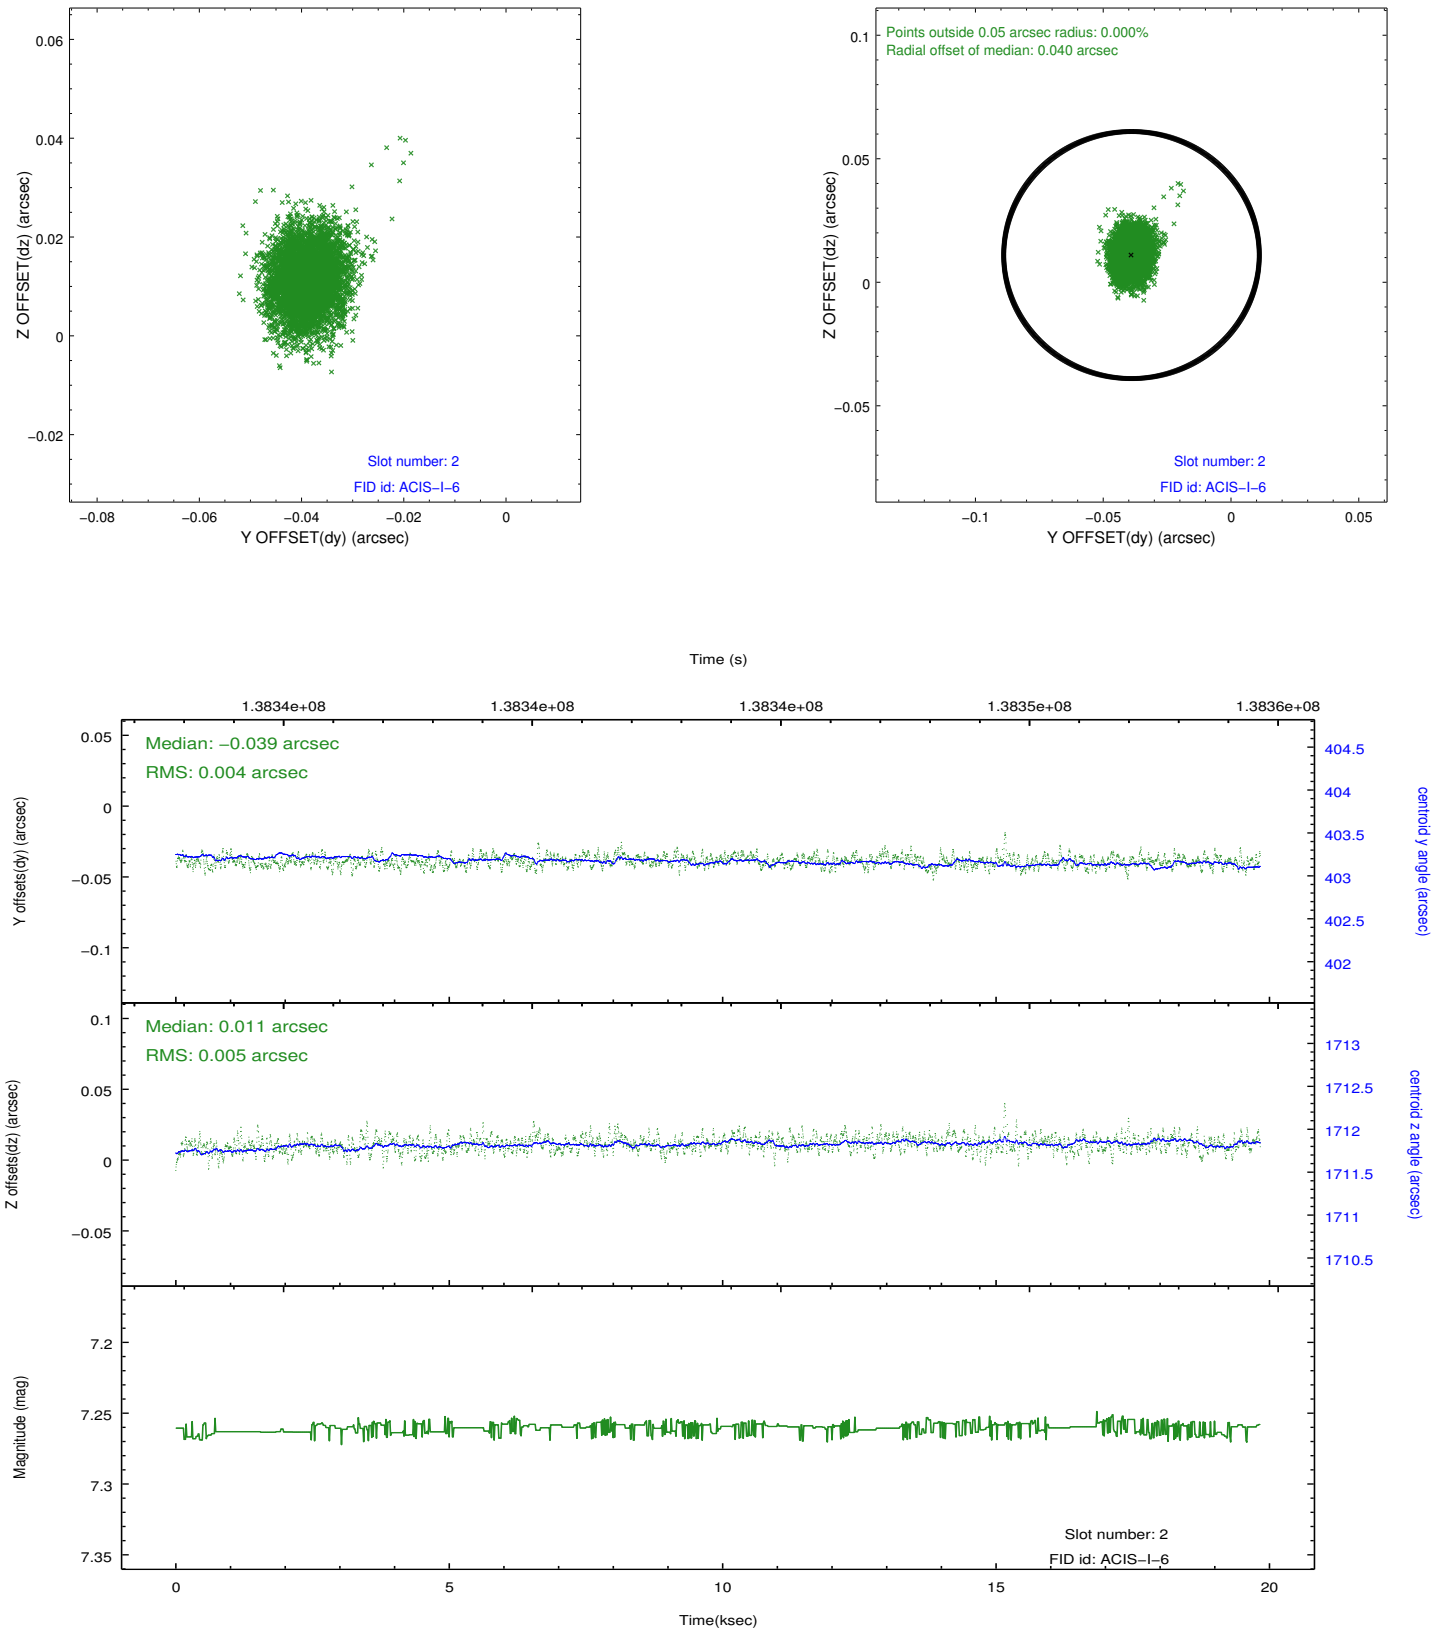 0.06
0.04
0.02
0
−0.02
Z OFFSET(dz) (arcsec)
Slot number: 2
FID id: ACIS−I−6
−0.08 −0.06 −0.04 −0.02 0
Y OFFSET(dy) (arcsec)
Points outside 0.05 arcsec radius: 0.000%
Radial offset of median: 0.040 arcsec
0.1
0.05
0
−0.05
Z OFFSET(dz) (arcsec)
Slot number: 2
FID id: ACIS−I−6
−0.1 −0.05 0 0.05
Y OFFSET(dy) (arcsec)
Time (s)
1.3834e+08 1.3834e+08 1.3834e+08 1.3835e+08 1.3836e+08
Median: −0.039 arcsec
RMS: 0.004 arcsec
0.05
0
−0.05
−0.1
Y offsets(dy) (arcsec)
404.5
404
403.5
403
402.5
402
centroid y angle (arcsec)
Median: 0.011 arcsec
RMS: 0.005 arcsec
0.1
0.05
0
−0.05
Z offsets(dz) (arcsec)
1713
1712.5
1712
1711.5
1711
1710.5
centroid z angle (arcsec)
7.2
7.25
7.3
7.35
Magnitude (mag)
Slot number: 2
FID id: ACIS−I−6
0 5 10 15 20
Time(ksec)